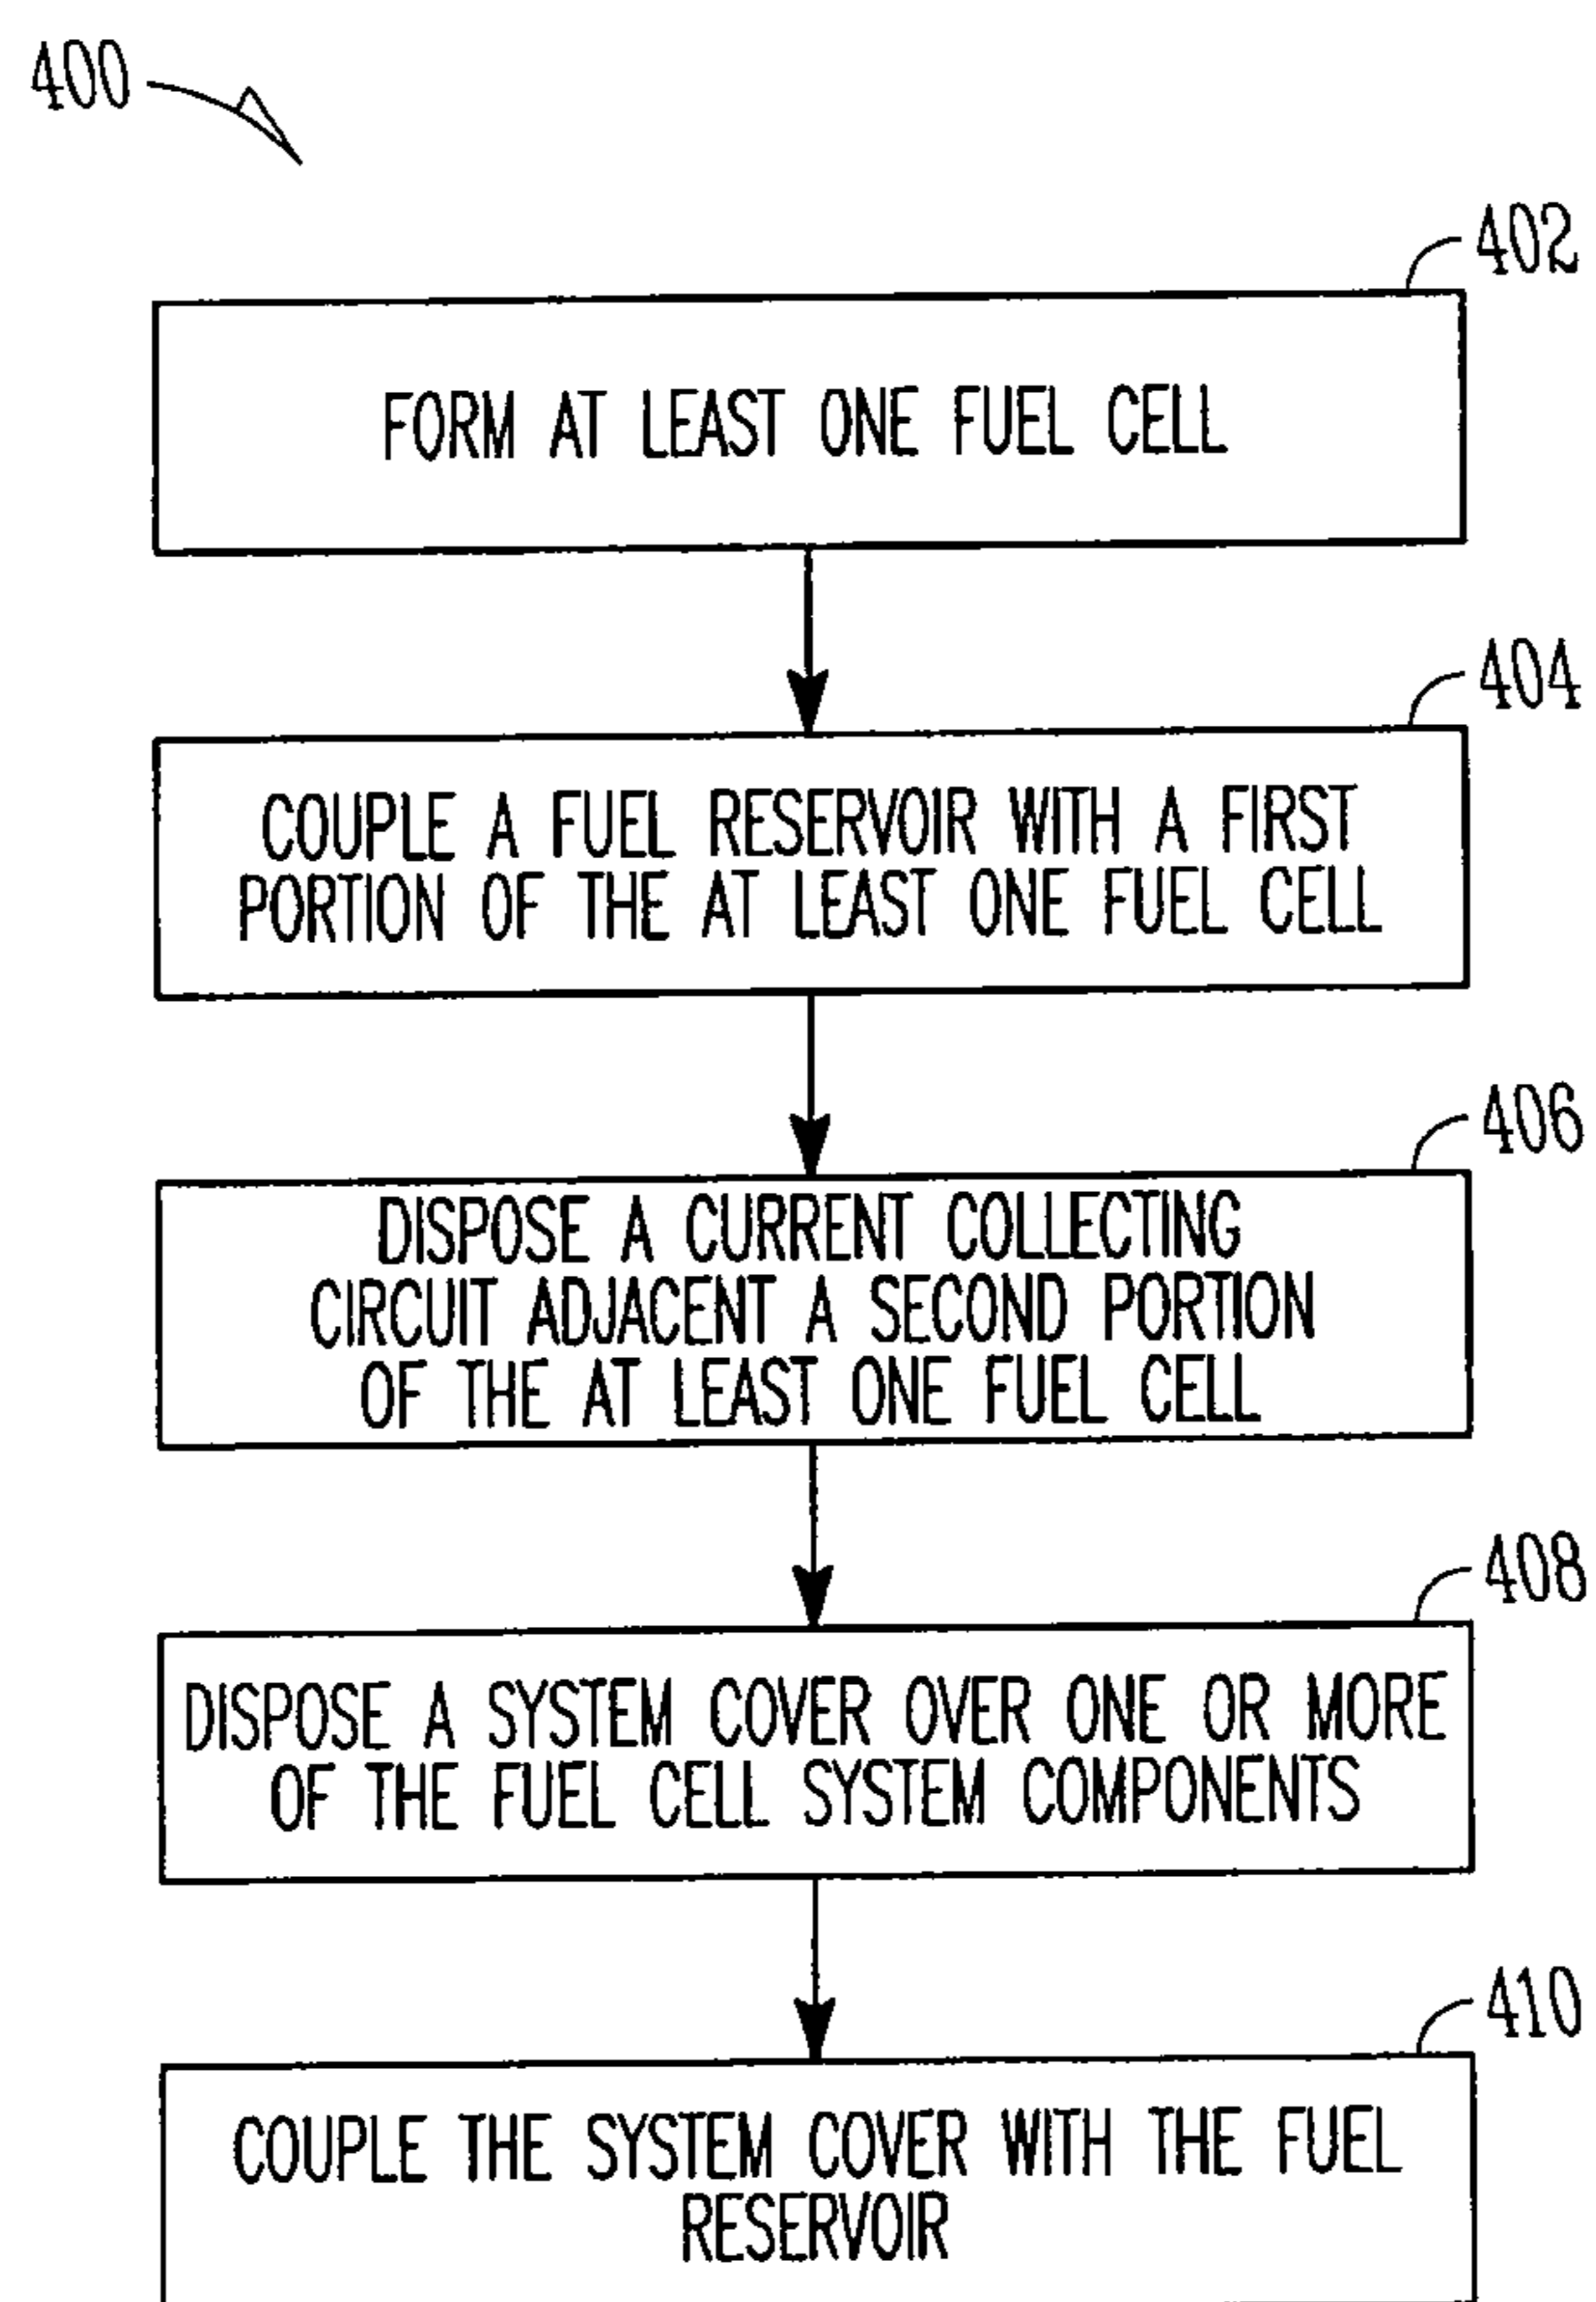 400
402
FORM AT LEAST ONE FUEL CELL
404
COUPLE A FUEL RESERVOIR WITH A FIRST
PORTION OF THE AT LEAST ONE FUEL CELL
406
DISPOSE A CURRENT COLLECTING
CIRCUIT ADJACENT A SECOND PORTION
OF THE AT LEAST ONE FUEL CELL
408
DISPOSE A SYSTEM COVER OVER ONE OR MORE
OF THE FUEL CELL SYSTEM COMPONENTS
410
COUPLE THE SYSTEM COVER WITH THE FUEL
RESERVOIR